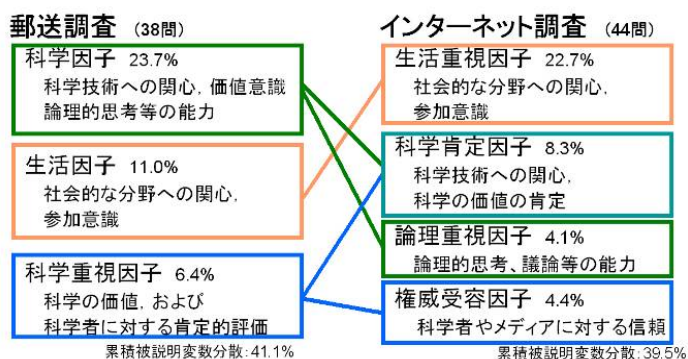 郵送調査 (38問)
科学因子 23.7%
科学技術への関心, 価値意識
論理的思考等の能力
生活因子 11.0%
社会的な分野への関心,
参加意識
科学重視因子 6.4%
科学の価値, および
科学者に対する肯定的評価
累積被説明変数分散:41.1%
インターネット調査 (44問)
生活重視因子 22.7%
社会的な分野への関心,
参加意識
科学肯定因子 8.3%
科学技術への関心,
科学の価値の肯定
論理重視因子 4.1%
論理的思考、議論等の能力
権威受容因子 4.4%
科学者やメディアに対する信頼
累積被説明変数分散:39.5%